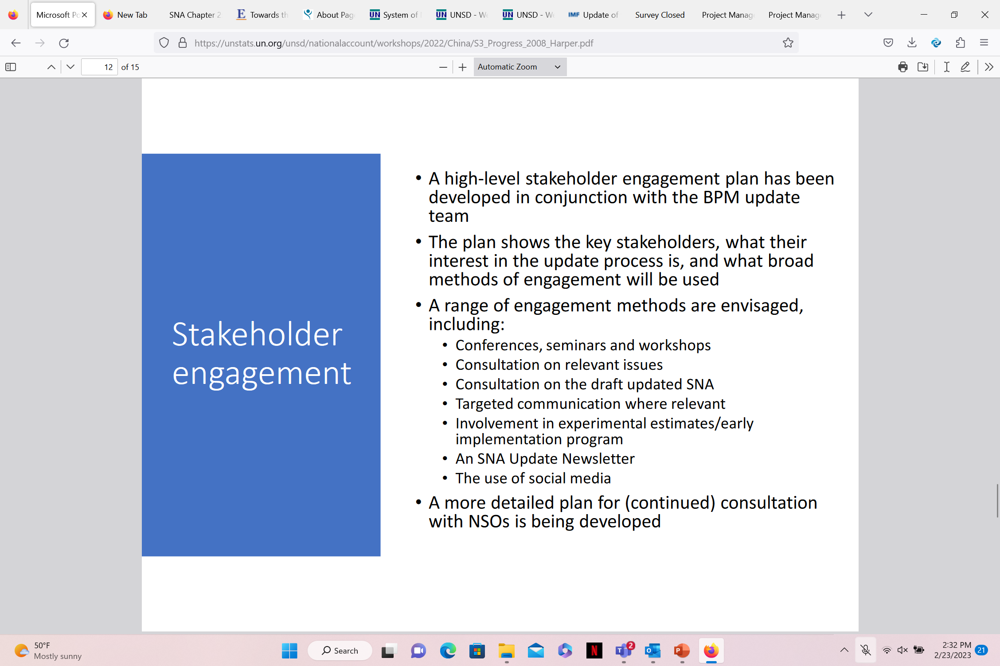 Microsoft Po
New Tab
SNA Chapter 2
E Towards th
About Pag
UN System of
UN UNSD - We
UN UNSD - We
IMF Update of
Survey Closed
Project Manag
Project Manag
https://unstats.un.org/unsd/nationalaccount/workshops/2022/China/S3_Progress_2008_Harper.pdf
12 of 15
Automatic Zoom
Stakeholder
engagement
• A high-level stakeholder engagement plan has been
developed in conjunction with the BPM update
team
• The plan shows the key stakeholders, what their
interest in the update process is, and what broad
methods of engagement will be used
• A range of engagement methods are envisaged,
including:
• Conferences, seminars and workshops
• Consultation on relevant issues
• Consultation on the draft updated SNA
• Targeted communication where relevant
• Involvement in experimental estimates/early
implementation program
• An SNA Update Newsletter
• The use of social media
• A more detailed plan for (continued) consultation
with NSOs is being developed
50°F
Mostly sunny
Search
N
T 2
O
P
2:32 PM
2/23/2023
21